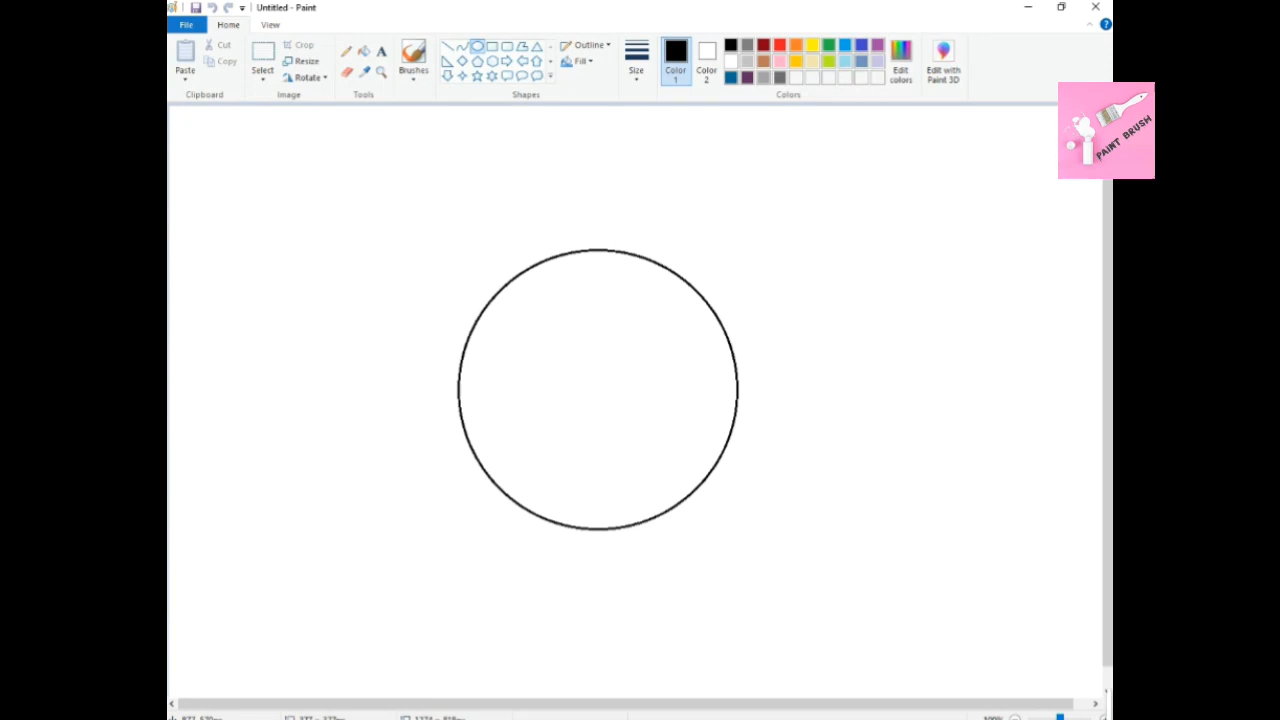 Untitled - Paint
File Home View
Paste
Cut
Copy
Clipboard
Select
Crop
Resize
Rotate
Image
Tools
Brushes
Shapes
Outline
Fill
Size
Color 1
Color 2
Edit colors
Colors
Edit with Paint 3D
PAINT BRUSH
100%